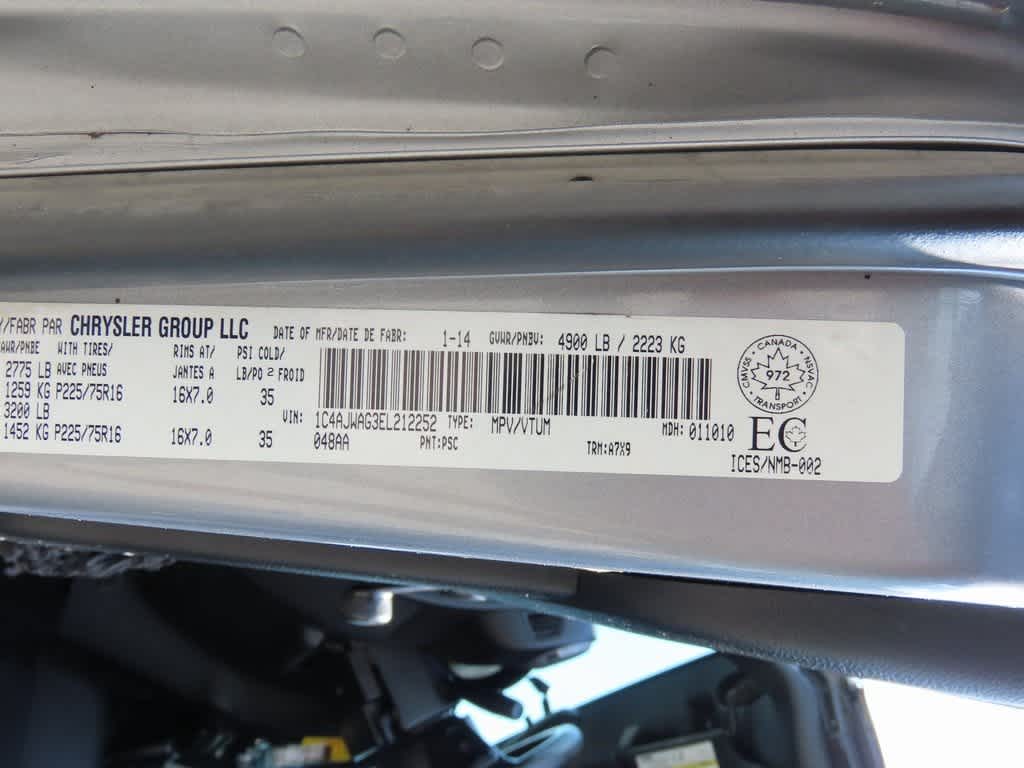 /FABR PAR CHRYSLER GROUP LLC DATE OF MFR/DATE DE FABR: 1-14 GVWR/PNBV: 4900 LB / 2223 KG
AWR/PNBE WITH TIRES/ RIMS AT/ PSI COLD/
2775 LB AVEC PNEUS JANTES A LB/PO² FROID
1259 KG P225/75R16 16X7.0 35
3200 LB VIN: 1C4AJWAG3EL212252 TYPE: MPV/VTUM MDH: 011010
1452 KG P225/75R16 16X7.0 35 048AA PNT:PSC TRM:A7X9
CMVSS CANADA NSVAC
972
TRANSPORT
EC
ICES/NMB-002